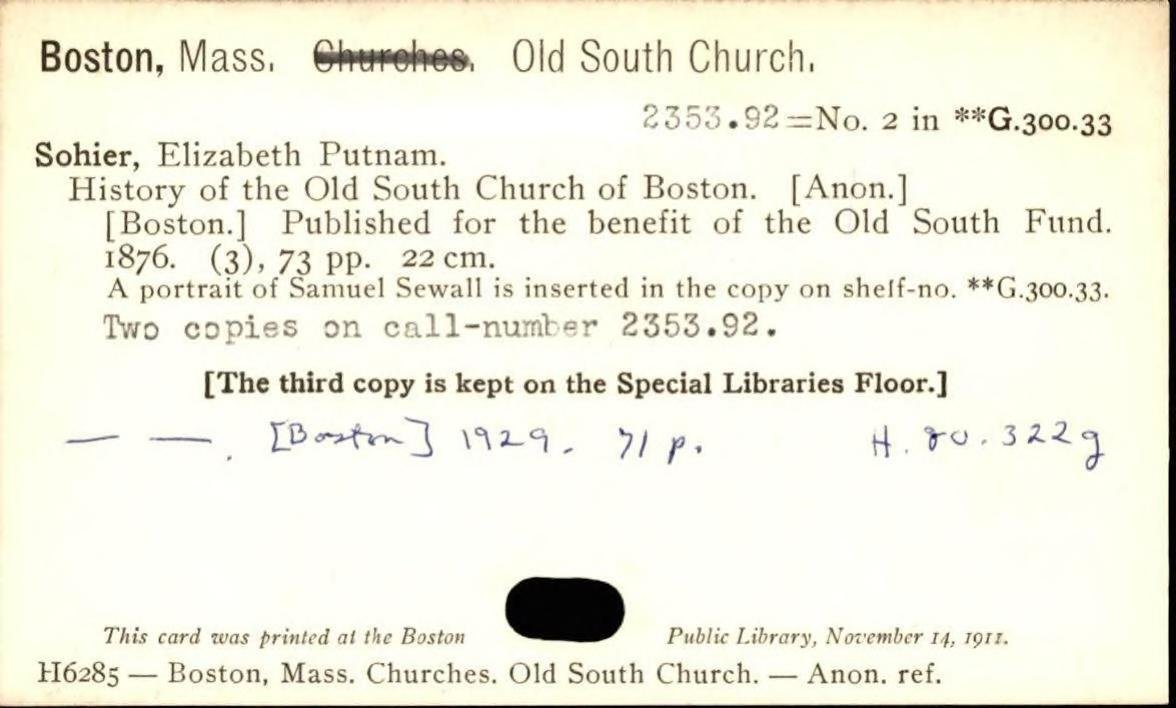 Boston, Mass. Churches. Old South Church.
2353.92=No. 2 in **G.300.33
Sohier, Elizabeth Putnam.
History of the Old South Church of Boston. [Anon.]
[Boston.] Published for the benefit of the Old South Fund.
1876. (3), 73 pp. 22 cm.
A portrait of Samuel Sewall is inserted in the copy on shelf-no. **G.300.33.
Two copies on call-number 2353.92.
[The third copy is kept on the Special Libraries Floor.]
— —. [Boston] 1929. 71 p. H.80.322g
This card was printed at the Boston Public Library, November 14, 1911.
H6285 — Boston, Mass. Churches. Old South Church. — Anon. ref.